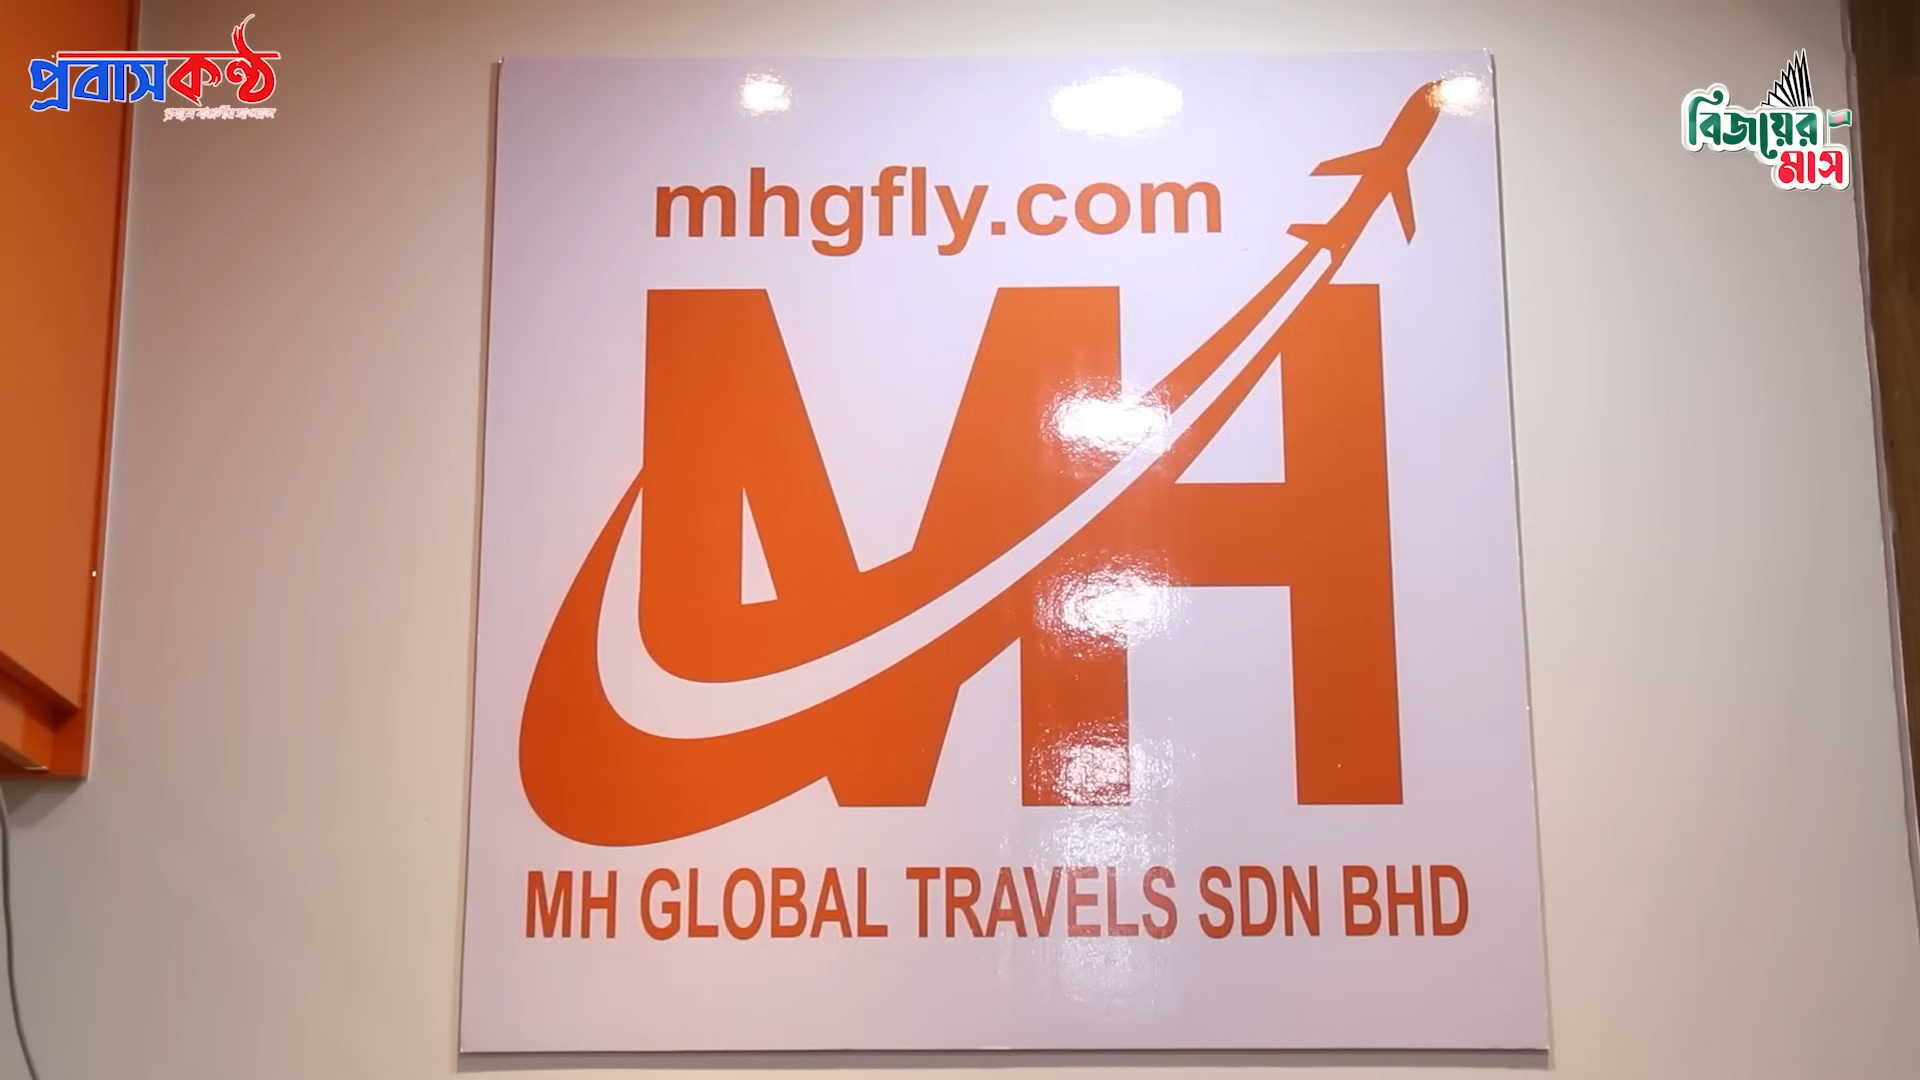 প্রবাসকণ্ঠ
বিজয়ের
মাস
mhgfly.com
MH
MH GLOBAL TRAVELS SDN BHD